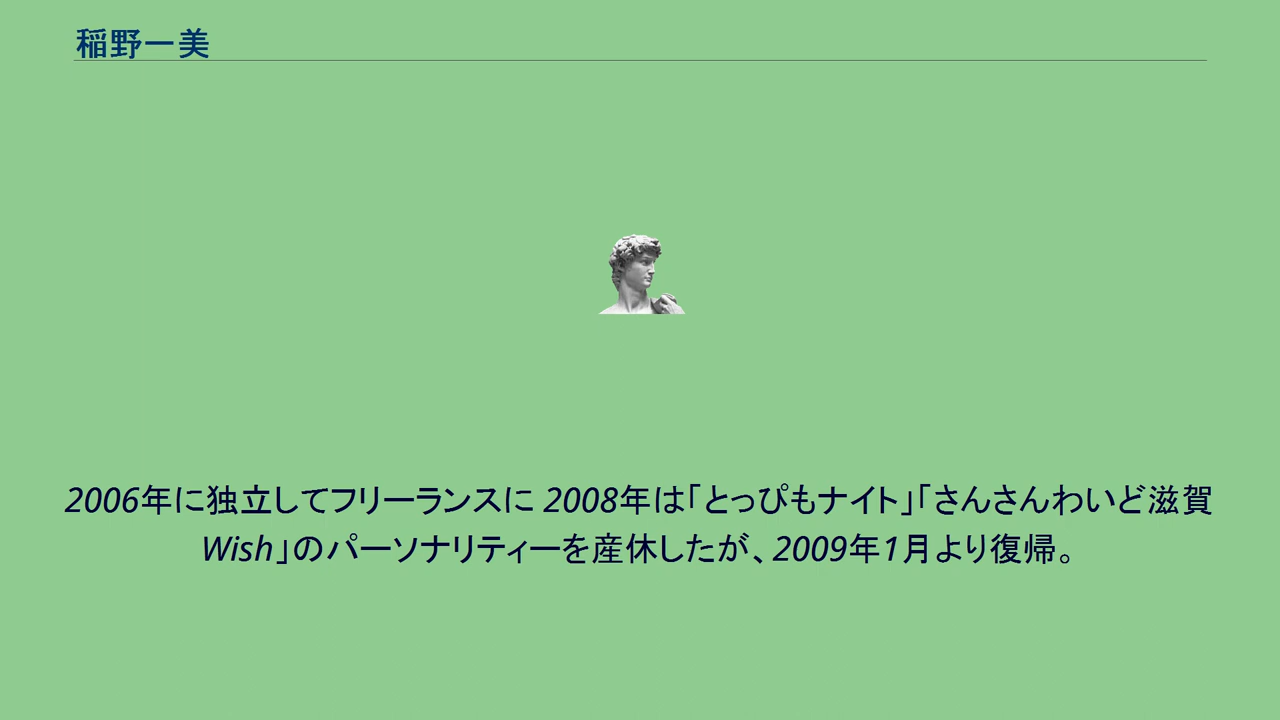 稲野一美
2006年に独立してフリーランスに 2008年は「とっぴもナイト」「さんさんわいど滋賀
Wish」のパーソナリティーを産休したが、2009年1月より復帰。